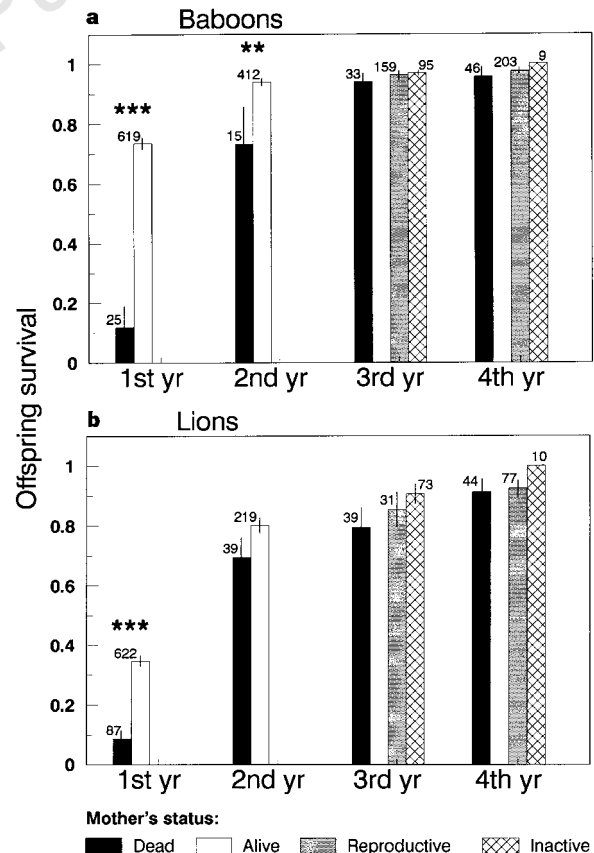 a Baboons
Offspring survival
1
0.8
0.6
0.4
0.2
0
***
**
25 619
15 412
33 159 95
46 203 9
1st yr 2nd yr 3rd yr 4th yr
b Lions
1
0.8
0.6
0.4
0.2
0
***
87 622
39 219
39 31 73
44 77 10
1st yr 2nd yr 3rd yr 4th yr
Mother's status:
Dead Alive Reproductive Inactive